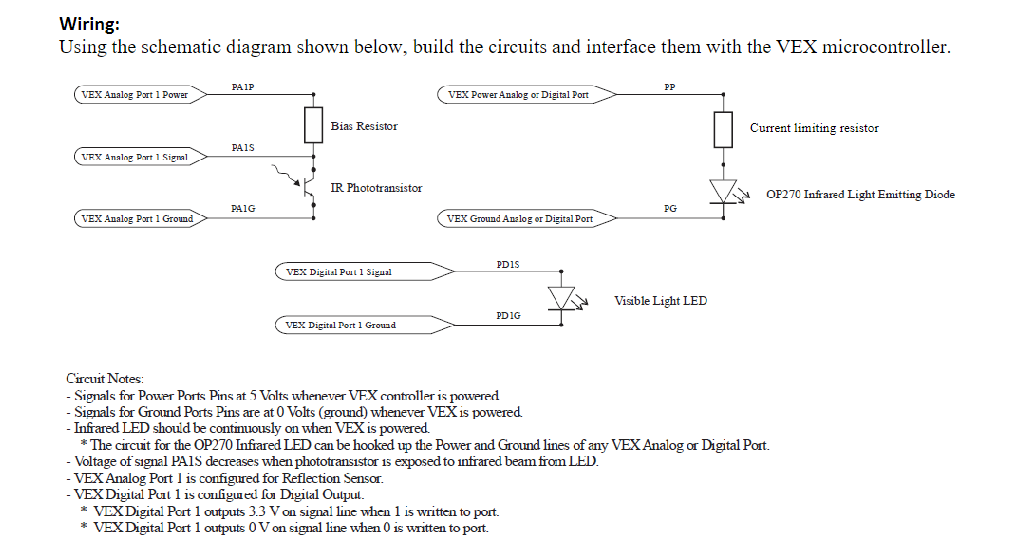 Wiring:
Using the schematic diagram shown below, build the circuits and interface them with the VEX microcontroller.
VEX Analog Port 1 Power
PA1P
VEX Power Analog or Digital Port
PP
Bias Resistor
Current limiting resistor
VEX Analog Port 1 Signal
PA1S
IR Phototransistor
OP270 Infrared Light Emitting Diode
VEX Analog Port 1 Ground
PA1G
VEX Ground Analog or Digital Port
PG
VEX Digital Port 1 Signal
PD1S
Visible Light LED
VEX Digital Port 1 Ground
PD1G
Circuit Notes:
- Signals for Power Ports Pins at 5 Volts whenever VEX controller is powered.
- Signals for Ground Ports Pins are at 0 Volts (ground) whenever VEX is powered.
- Infrared LED should be continuously on when VEX is powered.
* The circuit for the OP270 Infrared LED can be hooked up the Power and Ground lines of any VEX Analog or Digital Port.
- Voltage of signal PA1S decreases when phototransistor is exposed to infrared beam from LED.
- VEX Analog Port 1 is configured for Reflection Sensor.
- VEX Digital Port 1 is configured for Digital Output.
* VEX Digital Port 1 outputs 3.3 V on signal line when 1 is written to port.
* VEX Digital Port 1 outputs 0 V on signal line when 0 is written to port.